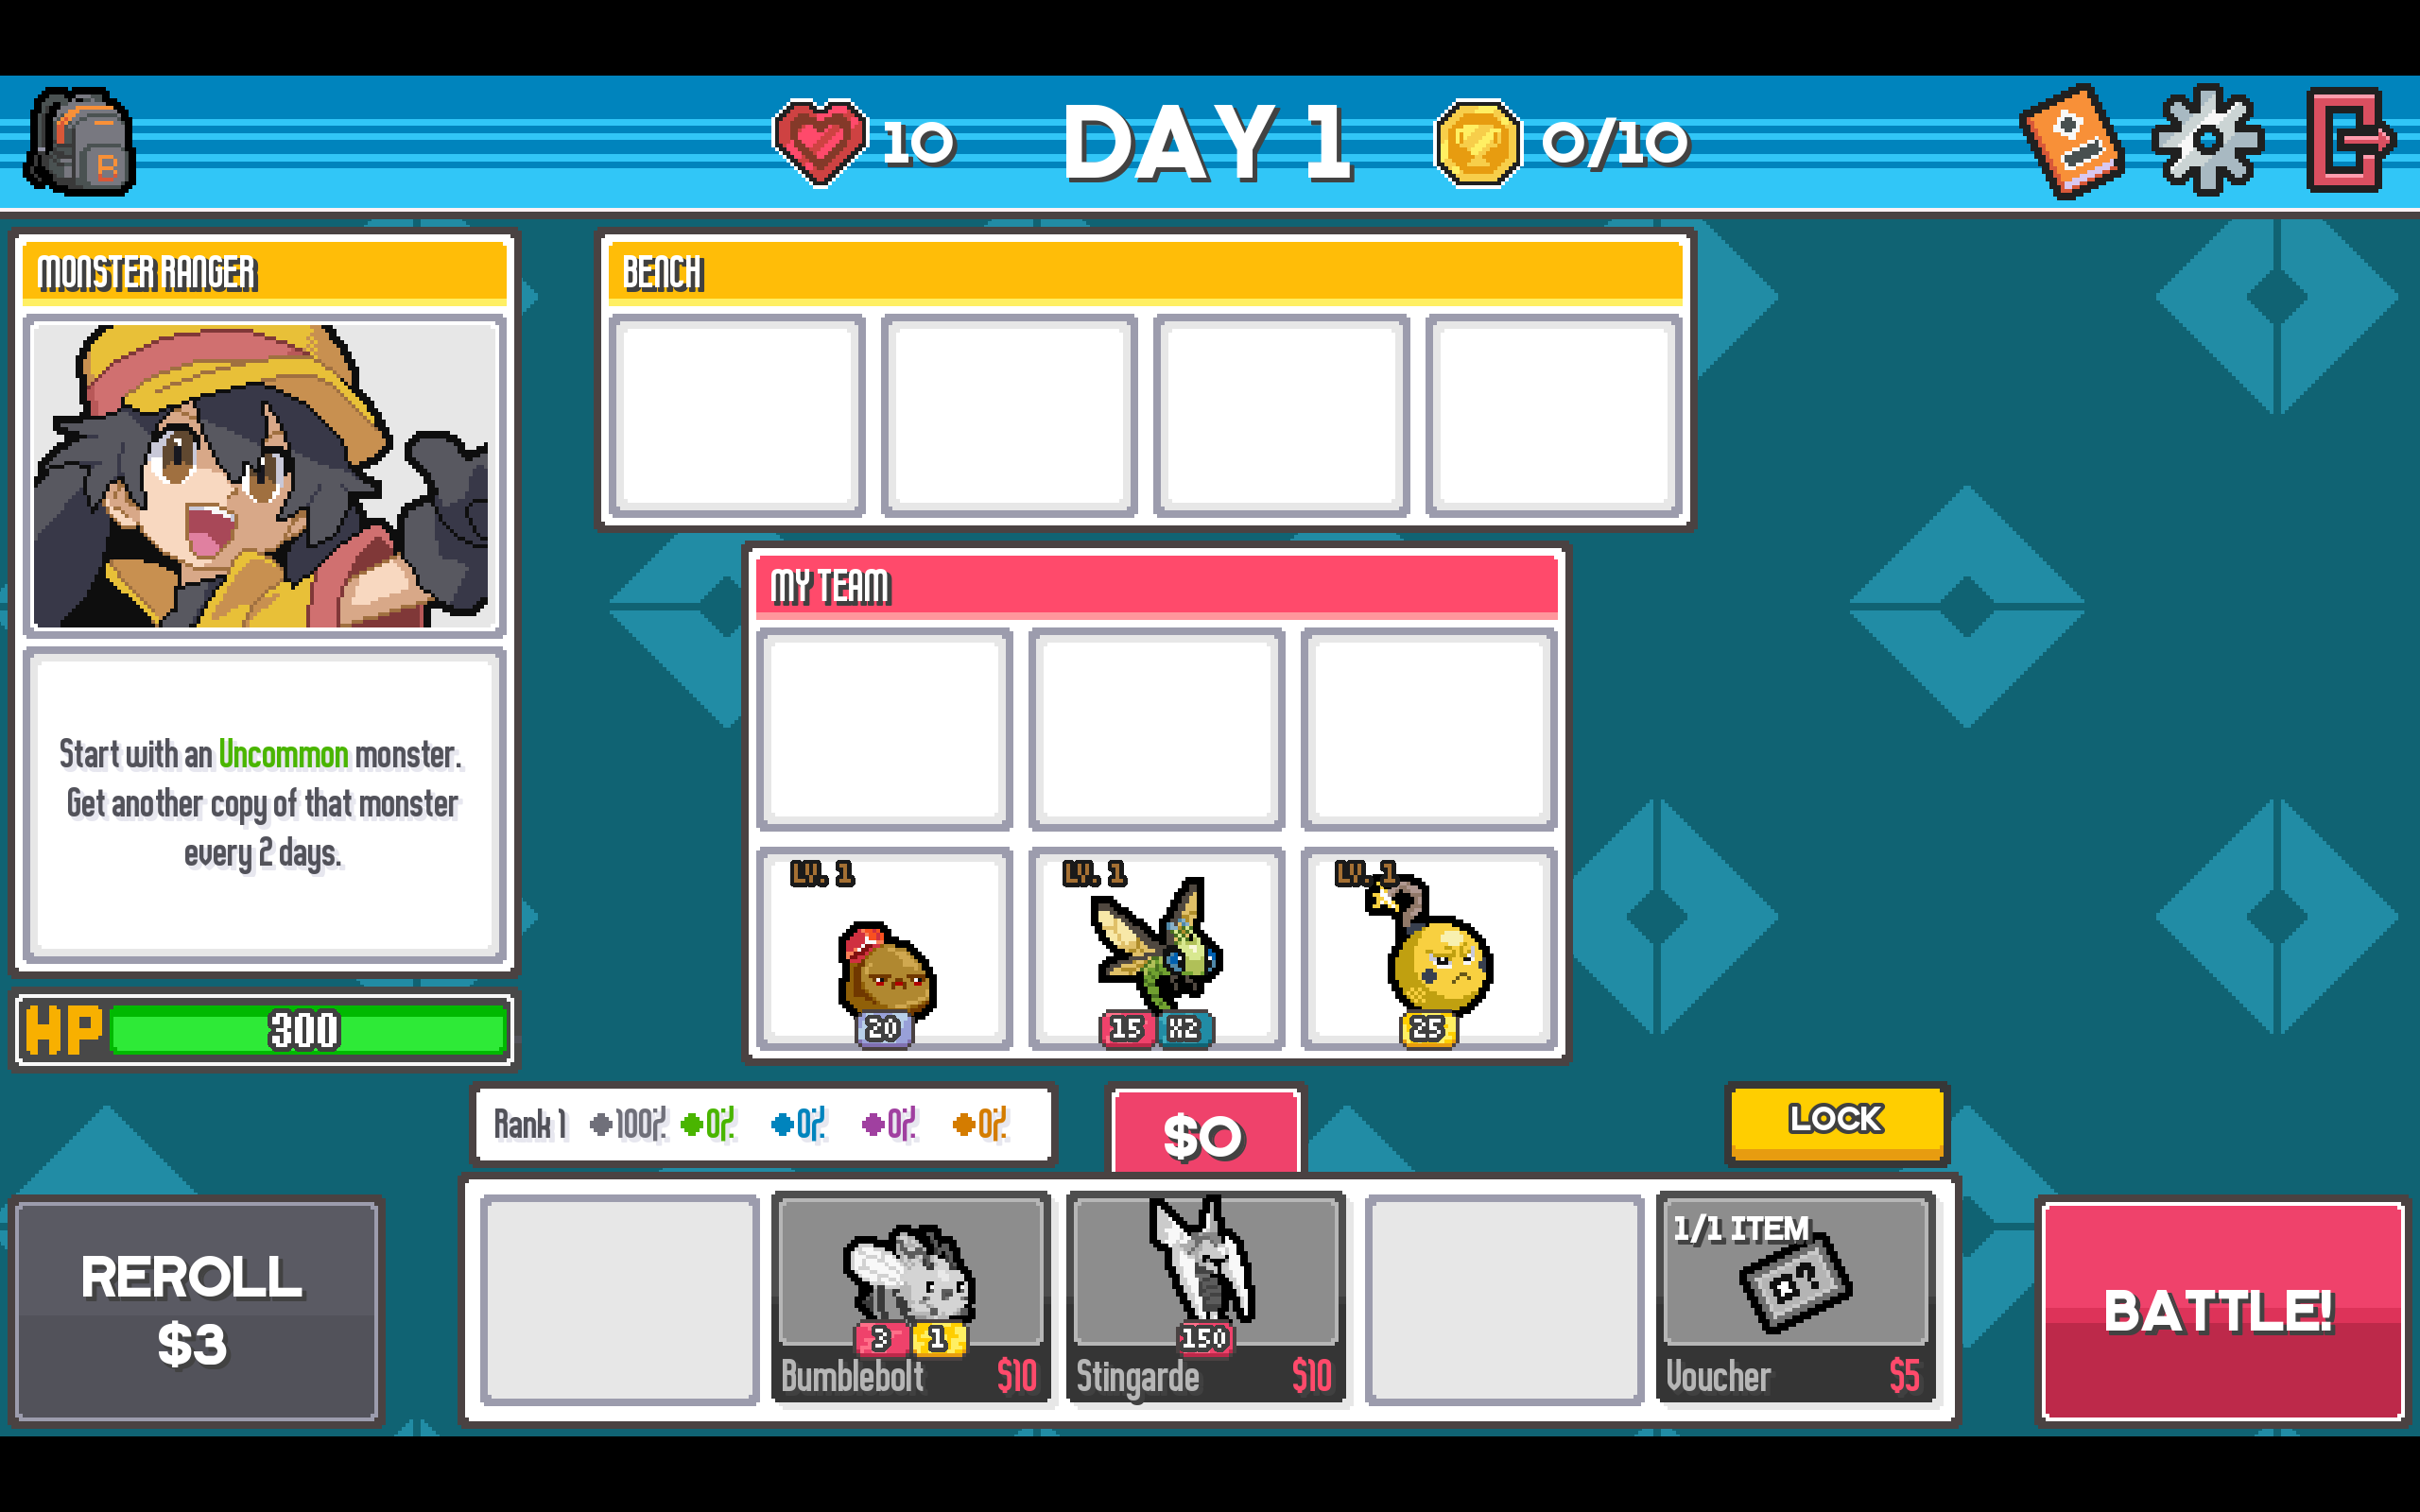 10
DAY 1
0/10
MONSTER RANGER
BENCH
Start with an Uncommon monster.
Get another copy of that monster
every 2 days.
HP
300
MY TEAM
LV. 1
LV. 1
LV. 1
20
15 X2
25
Rank 1 100% 0% 0% 0% 0%
$0
LOCK
REROLL
$3
3 1
Bumblebolt $10
150
Stingarde $10
1/1 ITEM
?
Voucher $5
BATTLE!